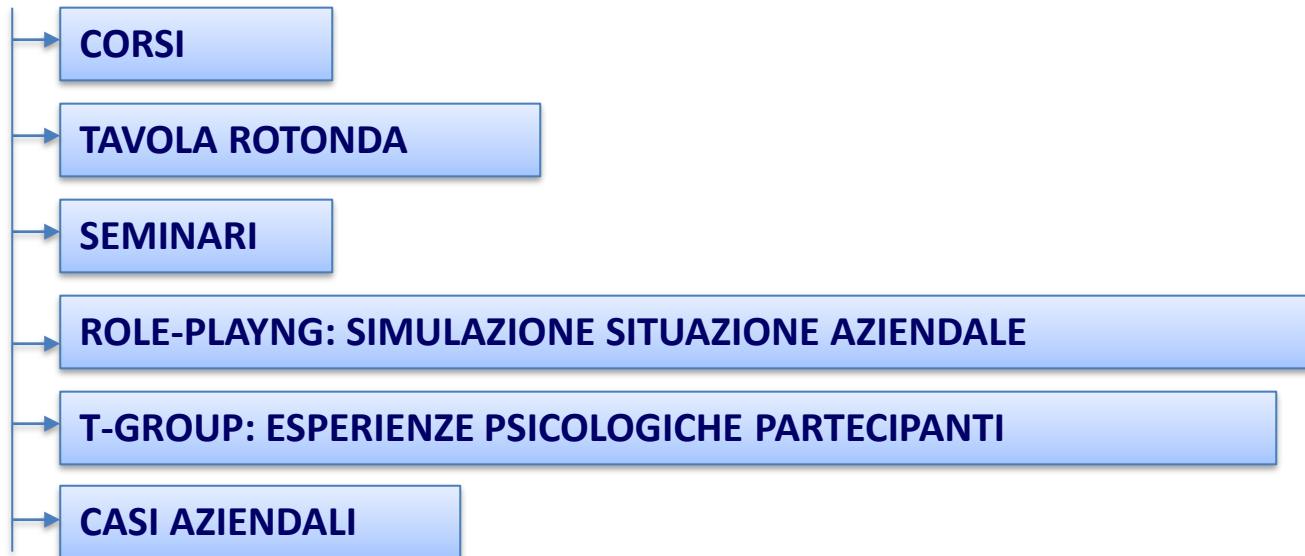 CORSI
TAVOLA ROTONDA
SEMINARI
ROLE-PLAYNG: SIMULAZIONE SITUAZIONE AZIENDALE
T-GROUP: ESPERIENZE PSICOLOGICHE PARTECIPANTI
CASI AZIENDALI